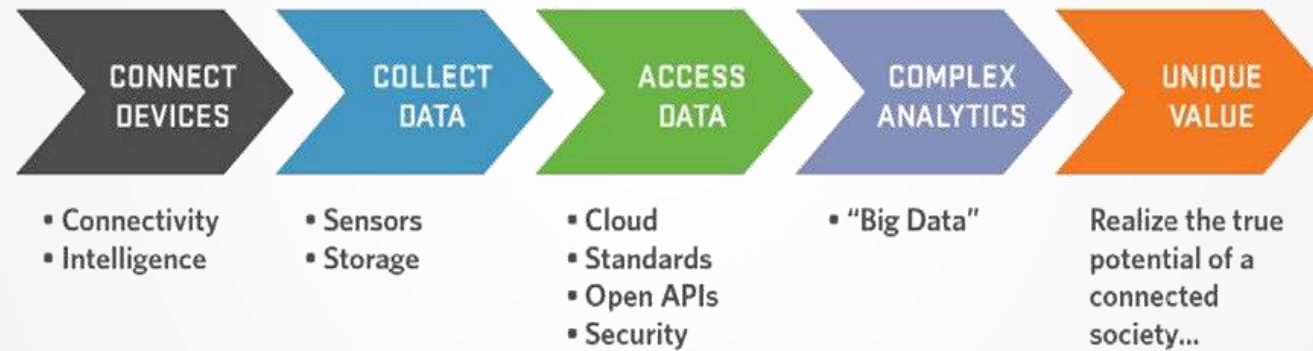 CONNECT
DEVICES
▪ Connectivity
▪ Intelligence
COLLECT
DATA
▪ Sensors
▪ Storage
ACCESS
DATA
▪ Cloud
▪ Standards
▪ Open APIs
▪ Security
COMPLEX
ANALYTICS
▪ “Big Data”
UNIQUE
VALUE
Realize the true
potential of a
connected
society...